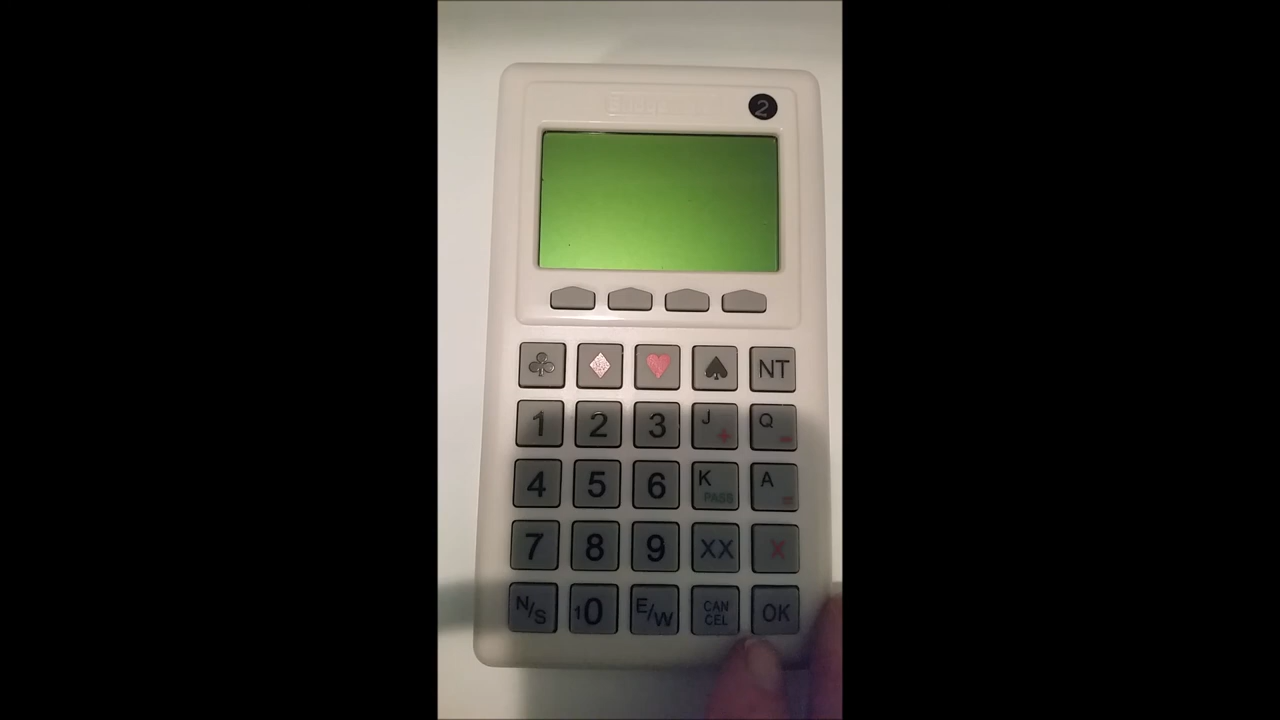 2
NT
1 2 3 J + Q -
4 5 6 K PASS A =
7 8 9 XX X
N/S 10 E/W CAN CEL OK